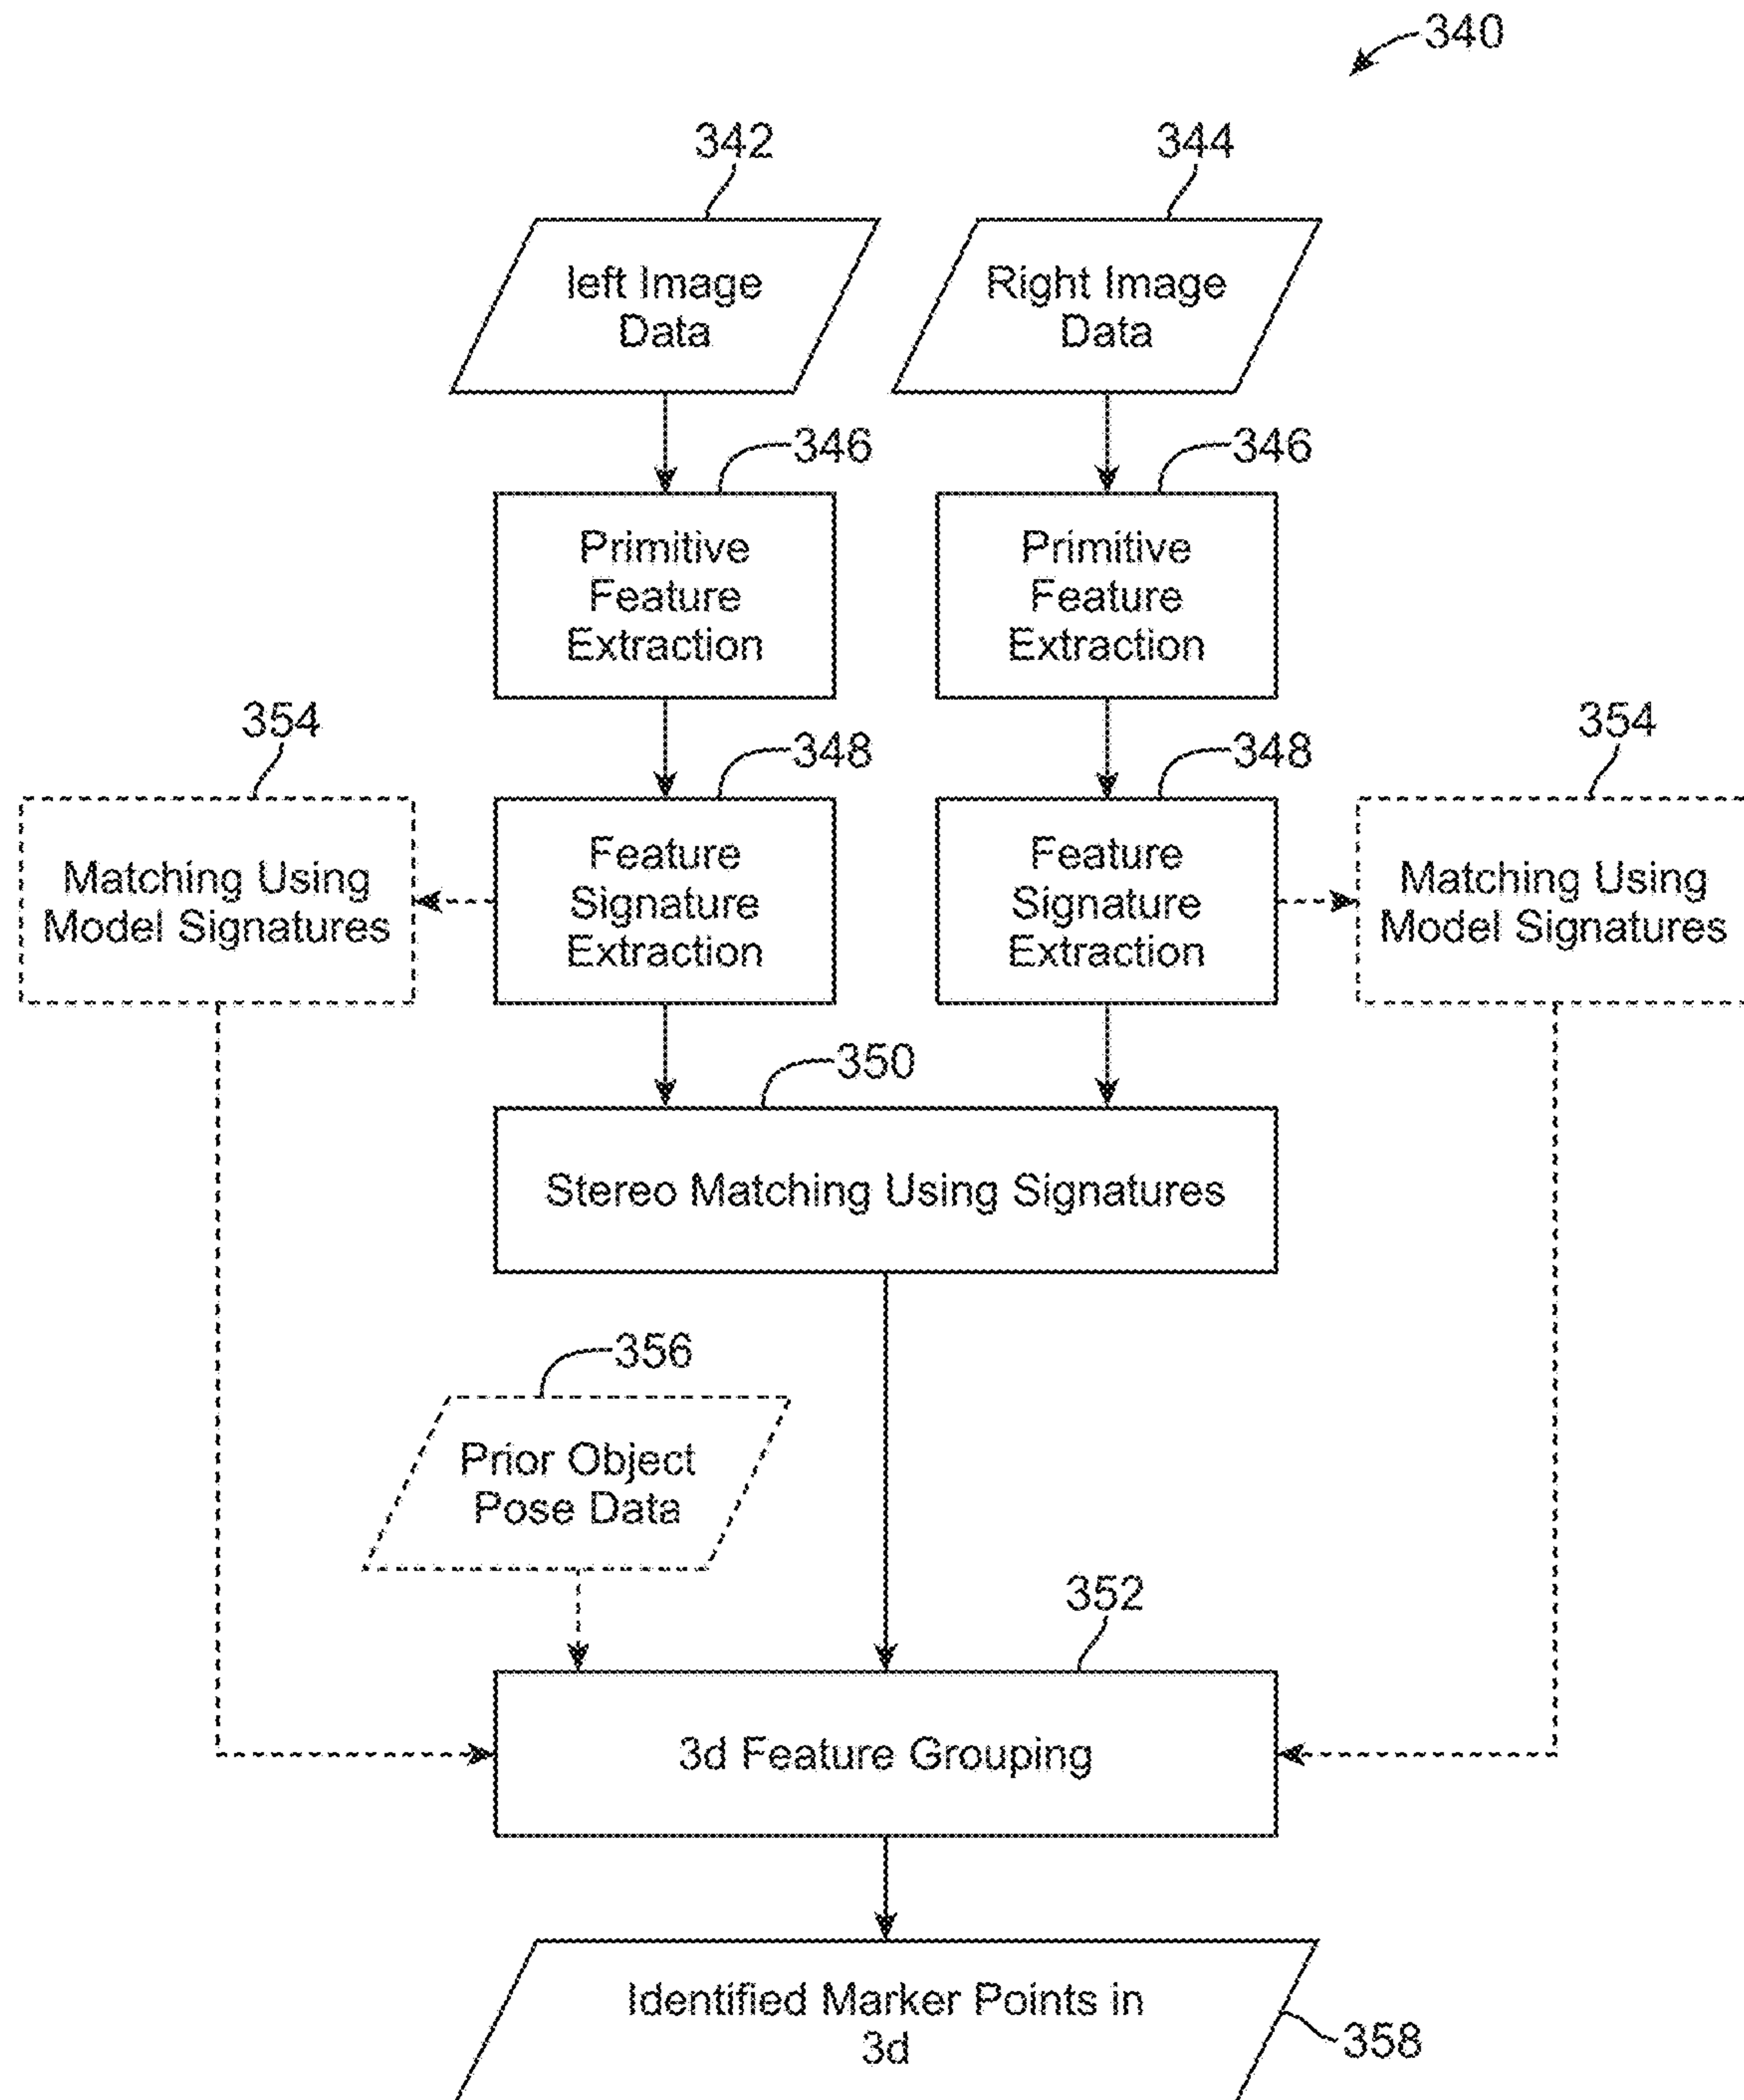 340
342
344
left Image
Data
Right Image
Data
346
346
Primitive
Feature
Extraction
Primitive
Feature
Extraction
354
348
348
354
Matching Using
Model Signatures
Feature
Signature
Extraction
Feature
Signature
Extraction
Matching Using
Model Signatures
350
Stereo Matching Using Signatures
356
Prior Object
Pose Data
352
3d Feature Grouping
Identified Marker Points in
3d
358